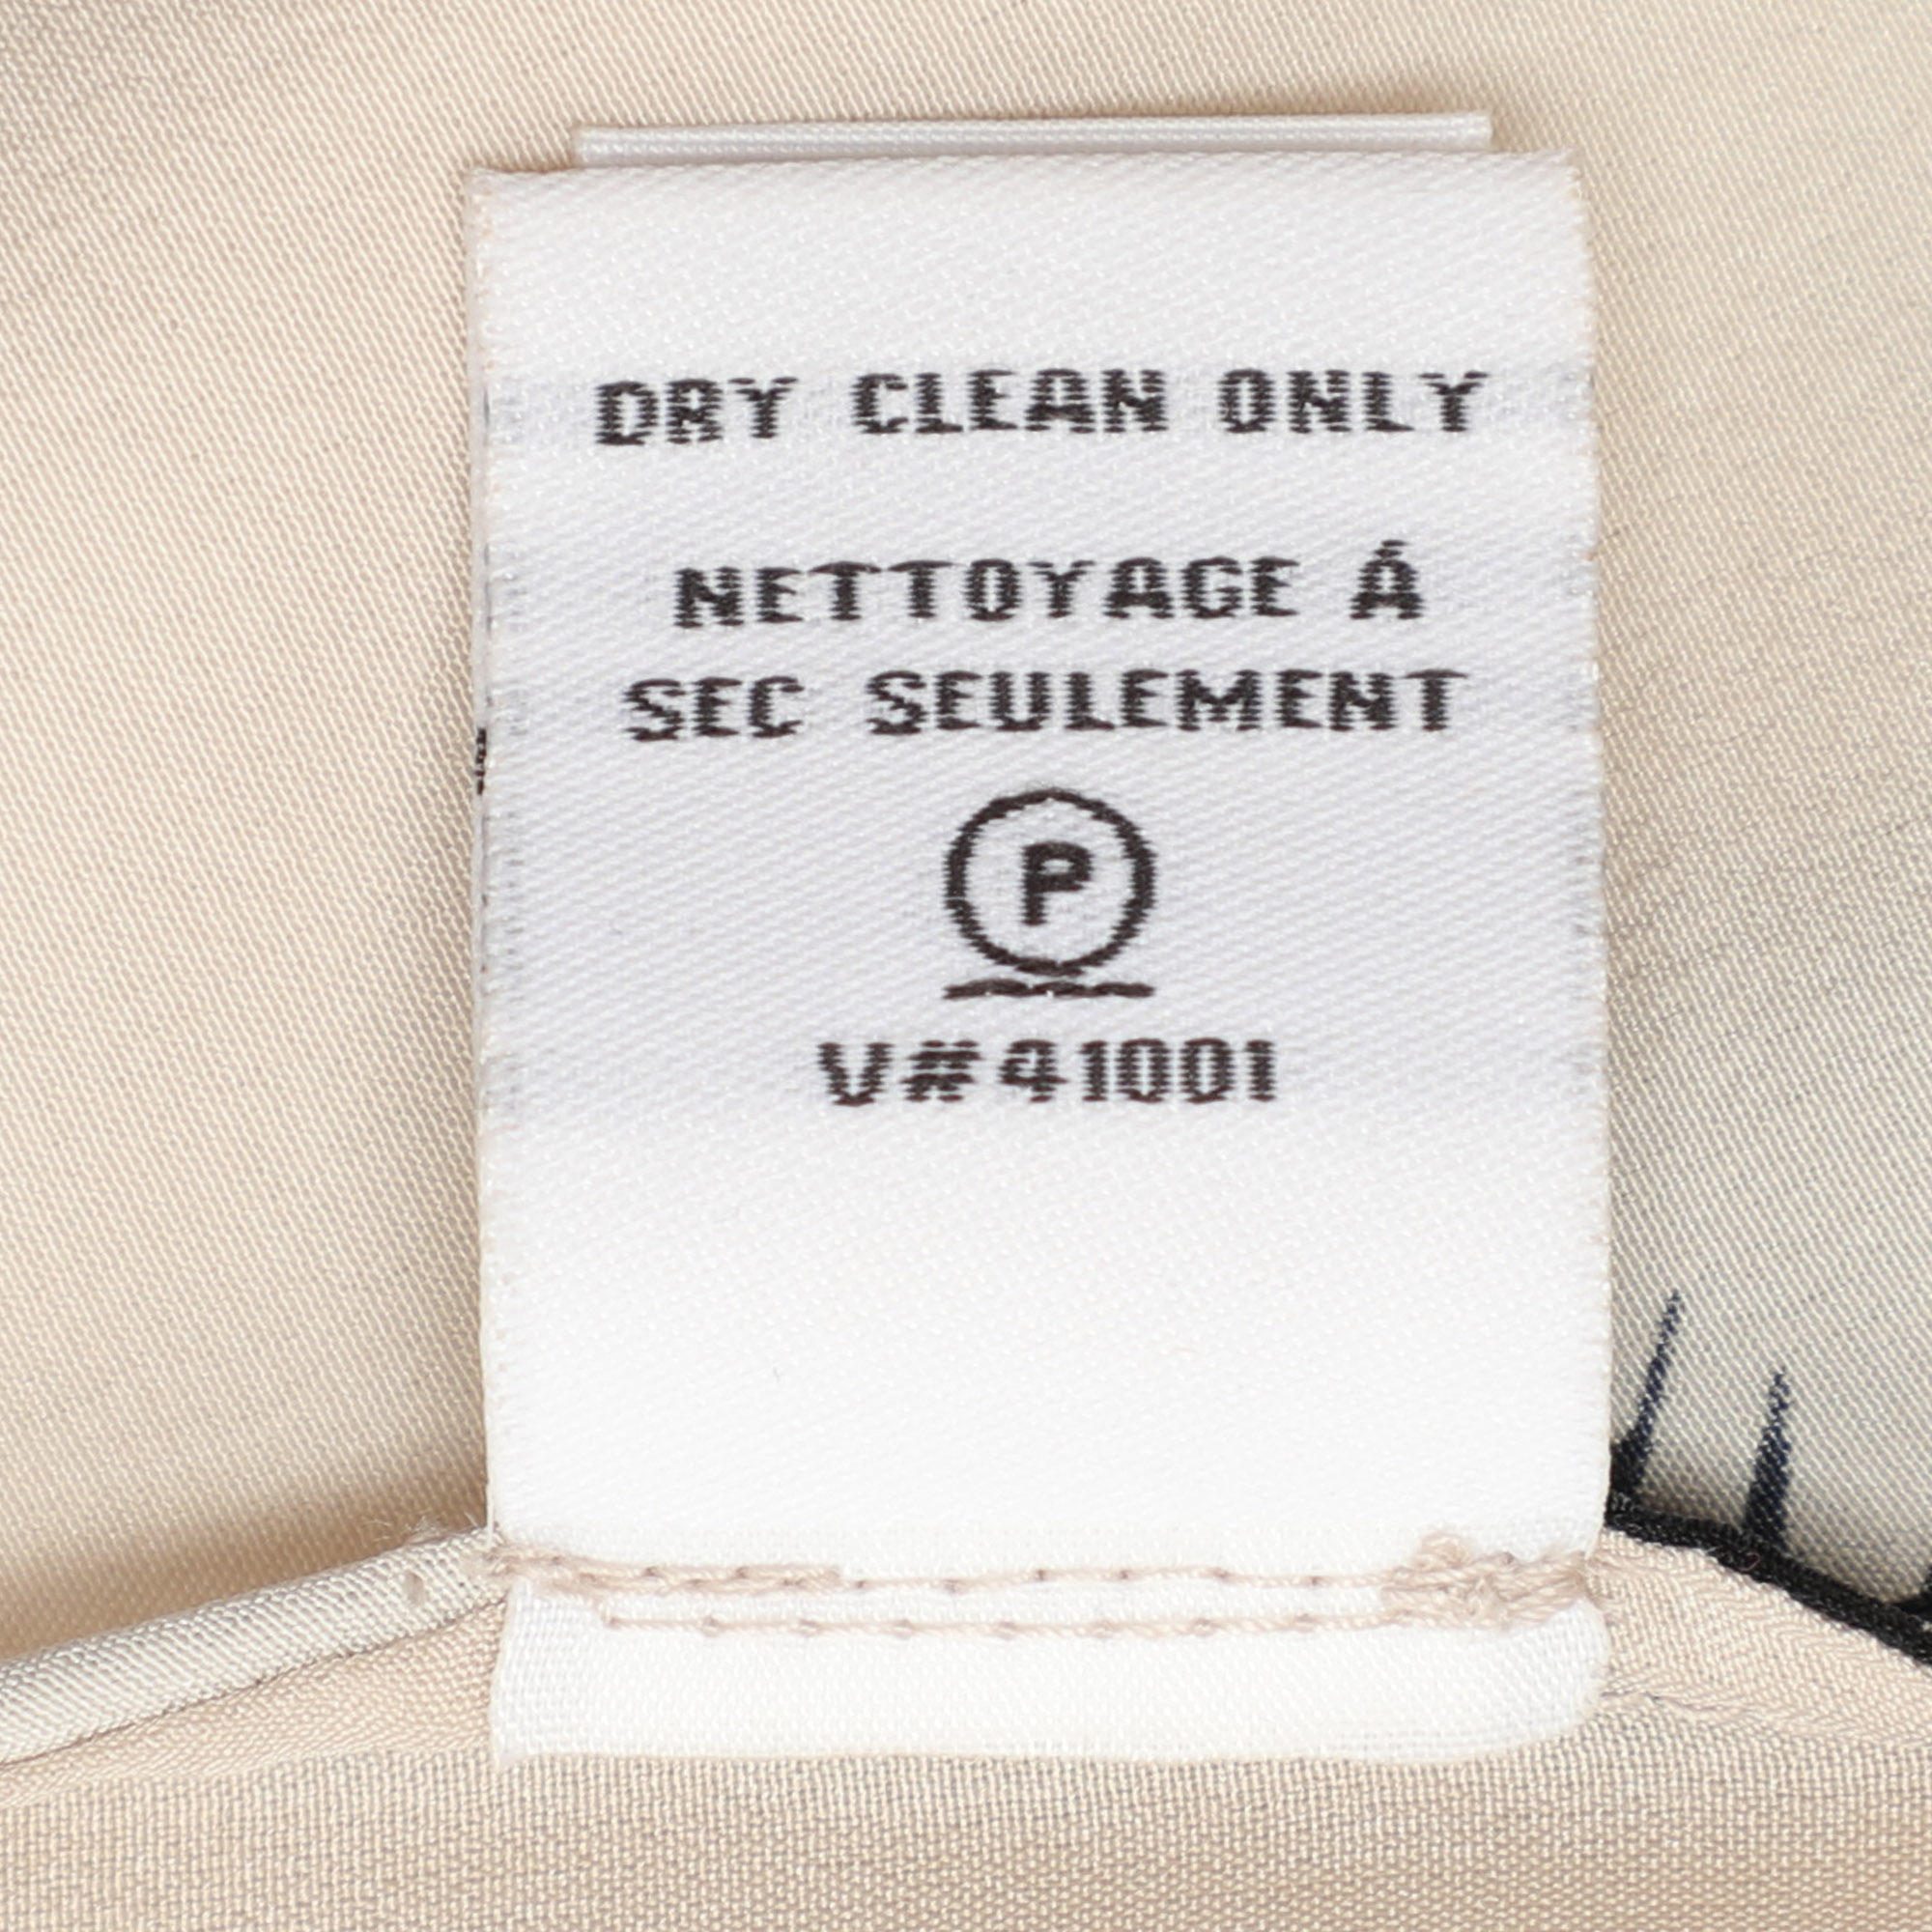 DRY CLEAN ONLY
NETTOYAGE Á
SEC SEULEMENT
P
V#41001